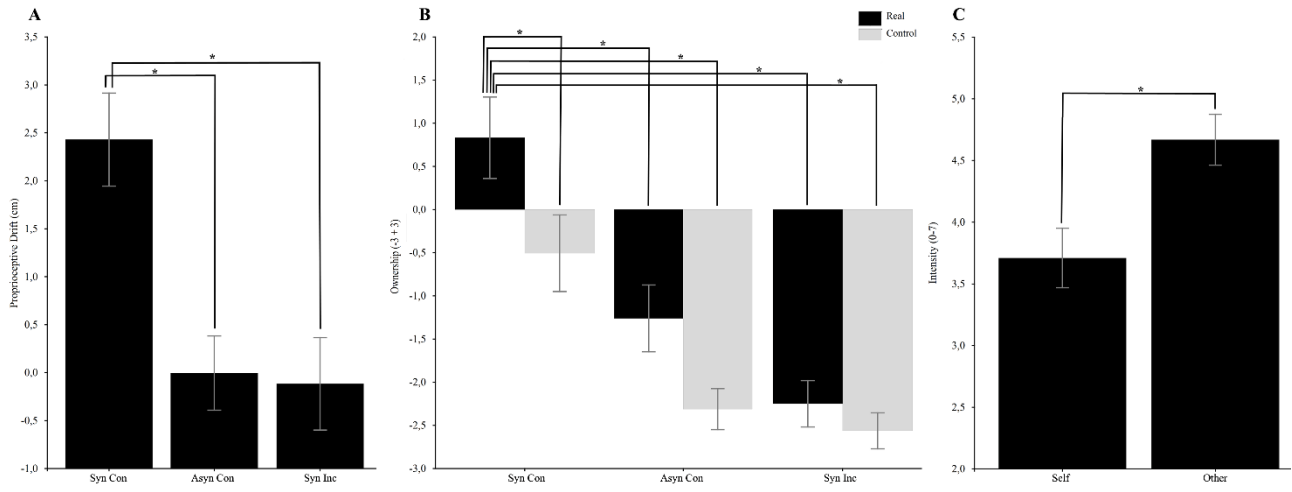 A
Proprioceptive Drift (cm)
3,5
3,0
2,5
2,0
1,5
1,0
0,5
0,0
-0,5
-1,0
*
*
Syn Con
Asyn Con
Syn Inc
B
Real
Control
Ownership (-3 + 3)
2,0
1,5
1,0
0,5
0,0
-0,5
-1,0
-1,5
-2,0
-2,5
-3,0
*
*
*
*
*
Syn Con
Asyn Con
Syn Inc
C
Intensity (0-7)
5,5
5,0
4,5
4,0
3,5
3,0
2,5
2,0
*
Self
Other